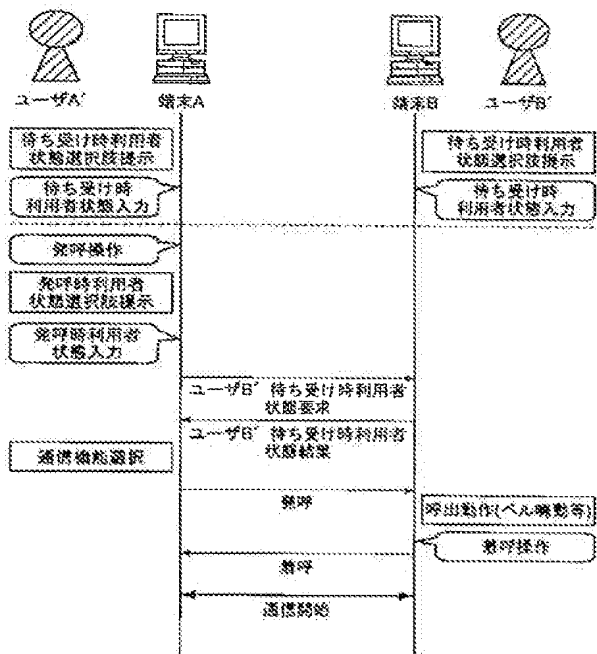 ユーザA'
端末A
端末B
ユーザB'
待ち受け時利用者
状態選択肢提示
待ち受け時利用者
状態選択肢提示
待ち受け時
利用者状態入力
待ち受け時
利用者状態入力
発呼操作
発呼時利用者
状態選択肢提示
発呼時利用者
状態入力
ユーザB' 待ち受け時利用者
状態要求
ユーザB' 待ち受け時利用者
状態結果
通信機能選択
発呼
呼出動作(ベル鳴動等)
着呼操作
着呼
通信開始